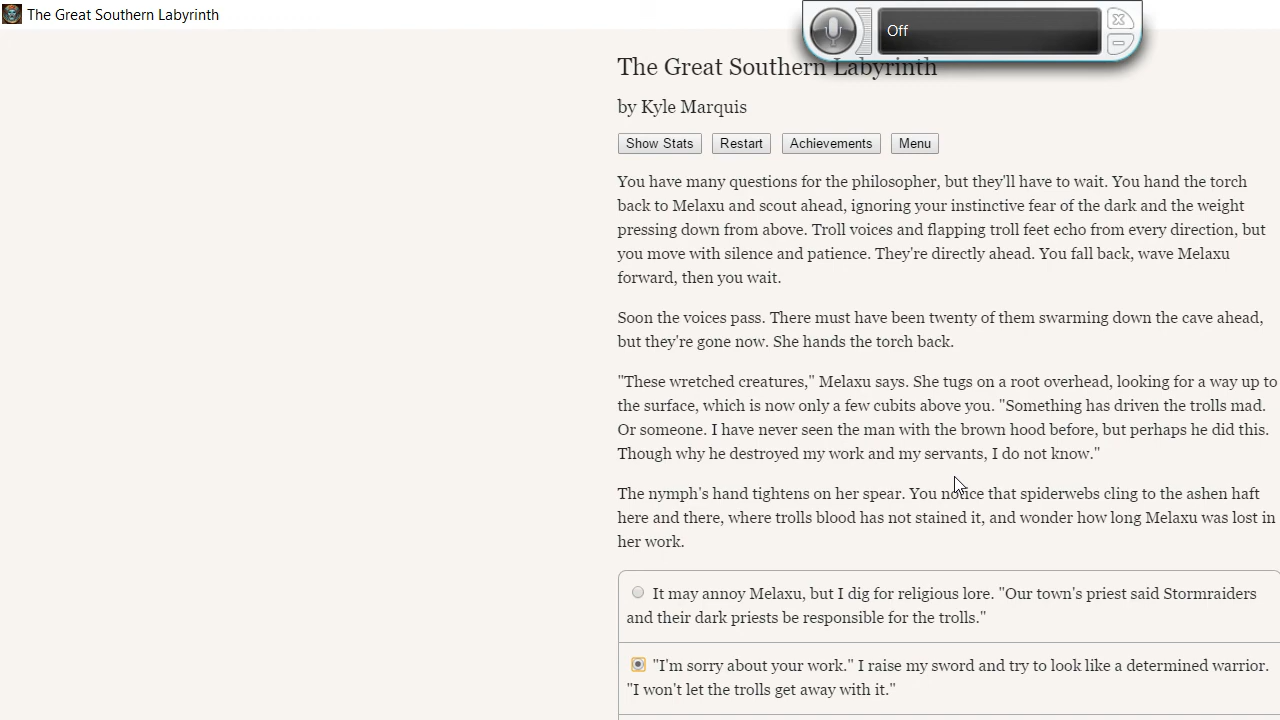 The Great Southern Labyrinth
Off
The Great Southern Labyrinth
by Kyle Marquis
Show Stats Restart Achievements Menu
You have many questions for the philosopher, but they'll have to wait. You hand the torch
back to Melaxu and scout ahead, ignoring your instinctive fear of the dark and the weight
pressing down from above. Troll voices and flapping troll feet echo from every direction, but
you move with silence and patience. They're directly ahead. You fall back, wave Melaxu
forward, then you wait.
Soon the voices pass. There must have been twenty of them swarming down the cave ahead,
but they're gone now. She hands the torch back.
"These wretched creatures," Melaxu says. She tugs on a root overhead, looking for a way up to
the surface, which is now only a few cubits above you. "Something has driven the trolls mad.
Or someone. I have never seen the man with the brown hood before, but perhaps he did this.
Though why he destroyed my work and my servants, I do not know."
The nymph's hand tightens on her spear. You notice that spiderwebs cling to the ashen haft
here and there, where trolls blood has not stained it, and wonder how long Melaxu was lost in
her work.
It may annoy Melaxu, but I dig for religious lore. "Our town's priest said Stormraiders
and their dark priests be responsible for the trolls."
"I'm sorry about your work." I raise my sword and try to look like a determined warrior.
"I won't let the trolls get away with it."